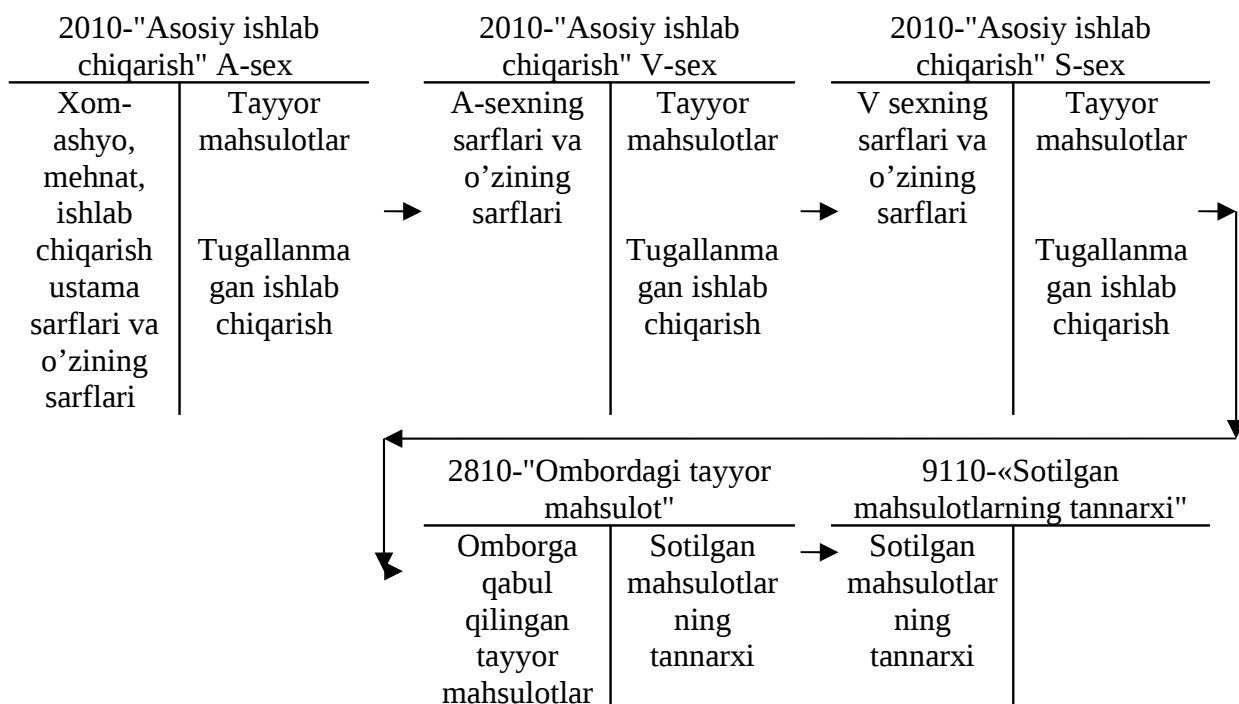 2010-"Asosiy ishlab
chiqarish" A-sex
Xom-
ashyo,
mehnat,
ishlab
chiqarish
ustama
sarflari va
o’zining
sarflari
Tayyor
mahsulotlar
Tugallanma
gan ishlab
chiqarish
2010-"Asosiy ishlab
chiqarish" V-sex
A-sexning
sarflari va
o’zining
sarflari
Tayyor
mahsulotlar
Tugallanma
gan ishlab
chiqarish
2010-"Asosiy ishlab
chiqarish" S-sex
V sexning
sarflari va
o’zining
sarflari
Tayyor
mahsulotlar
Tugallanma
gan ishlab
chiqarish
2810-"Ombordagi tayyor
mahsulot"
Omborga
qabul
qilingan
tayyor
mahsulotlar
Sotilgan
mahsulotlar
ning
tannarxi
9110-«Sotilgan
mahsulotlarning tannarxi"
Sotilgan
mahsulotlar
ning
tannarxi